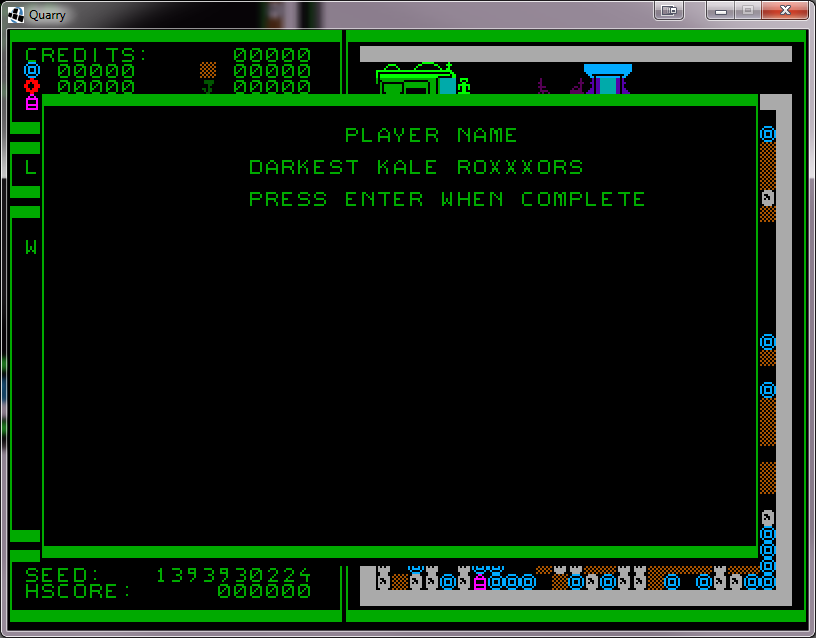 Quarry
CREDITS: 00000
00000 00000
00000 00000
PLAYER NAME
DARKEST KALE ROXXXORS
PRESS ENTER WHEN COMPLETE
L
W
SEED: 1393930224
HSCORE: 000000